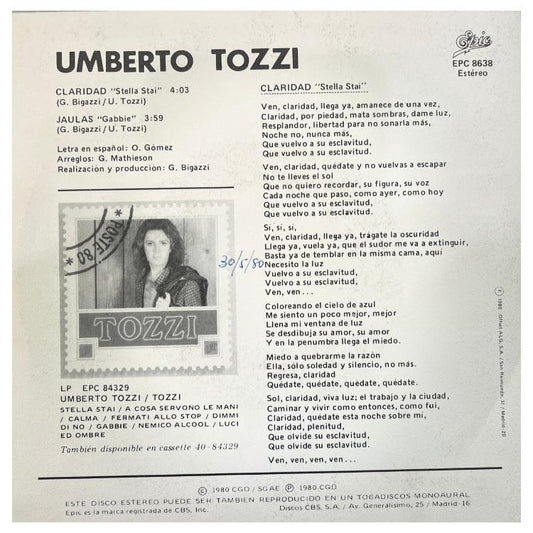 UMBERTO TOZZI
Epic
EPC 8638
Estéreo
CLARIDAD "Stella Stai" 4:03
(G. Bigazzi/U. Tozzi)
JAULAS "Gabbie" 3:59
(G. Bigazzi/U. Tozzi)
Letra en español: O. Gómez
Arreglos: G. Mathieson
Realización y producción: G. Bigazzi
POSTE 80
TOZZI
30/5/80
LP EPC 84329
UMBERTO TOZZI / TOZZI
STELLA STAI / A COSA SERVONO LE MANI
/ CALMA / FERMATI ALLO STOP / DIMMI
DI NO / GABBIE / NEMICO ALCOOL / LUCI
ED OMBRE
También disponible en cassette 40-84329
CLARIDAD "Stella Stai"
Ven, claridad, llega ya, amanece de una vez,
Claridad, por piedad, mata sombras, dame luz,
Resplandor, libertad para no sonarla más,
Noche no, nunca más,
Que vuelvo a su esclavitud,
Que vuelvo a su esclavitud.
Ven, claridad, quédate y no vuelvas a escapar
No te lleves el sol
Que no quiero recordar, su figura, su voz
Cada noche que paso, como ayer, como hoy
Que vuelvo a su esclavitud,
Que vuelvo a su esclavitud.
Sí, sí, sí,
Ven, claridad, llega ya, trágate la oscuridad
Llega ya, vuela ya, que el sudor me va a extinguir,
Basta ya de temblar en la misma cama, aquí
Necesito la luz
Vuelvo a su esclavitud,
Vuelvo a su esclavitud,
Ven, ven...
Coloreando el cielo de azul
Me siento un poco mejor, mejor
Llena mi ventana de luz
Se desdibuja su amor, su amor
Y en la penumbra llega el miedo.
Miedo a quebrarme la razón
Ella, sólo soledad y silencio, no más.
Regresa, claridad
Quédate, quédate, quédate, quédate.
Sol, claridad, viva luz; el trabajo y la ciudad,
Caminar y vivir como entonces, como fui,
Claridad, quédate esta noche sobre mi,
Claridad, plenitud,
Que olvide su esclavitud,
Que olvide su esclavitud.
Ven, ven, ven, ven...
© 1980 CGD / SGAE Ⓟ 1980 CGD
ESTE DISCO ESTEREO PUEDE SER TAMBIEN REPRODUCIDO EN UN TOCADISCOS MONOAURAL
Epic es la marca registrada de CBS, Inc. Discos CBS, S.A. / Av. Generalísimo, 25 / Madrid-16